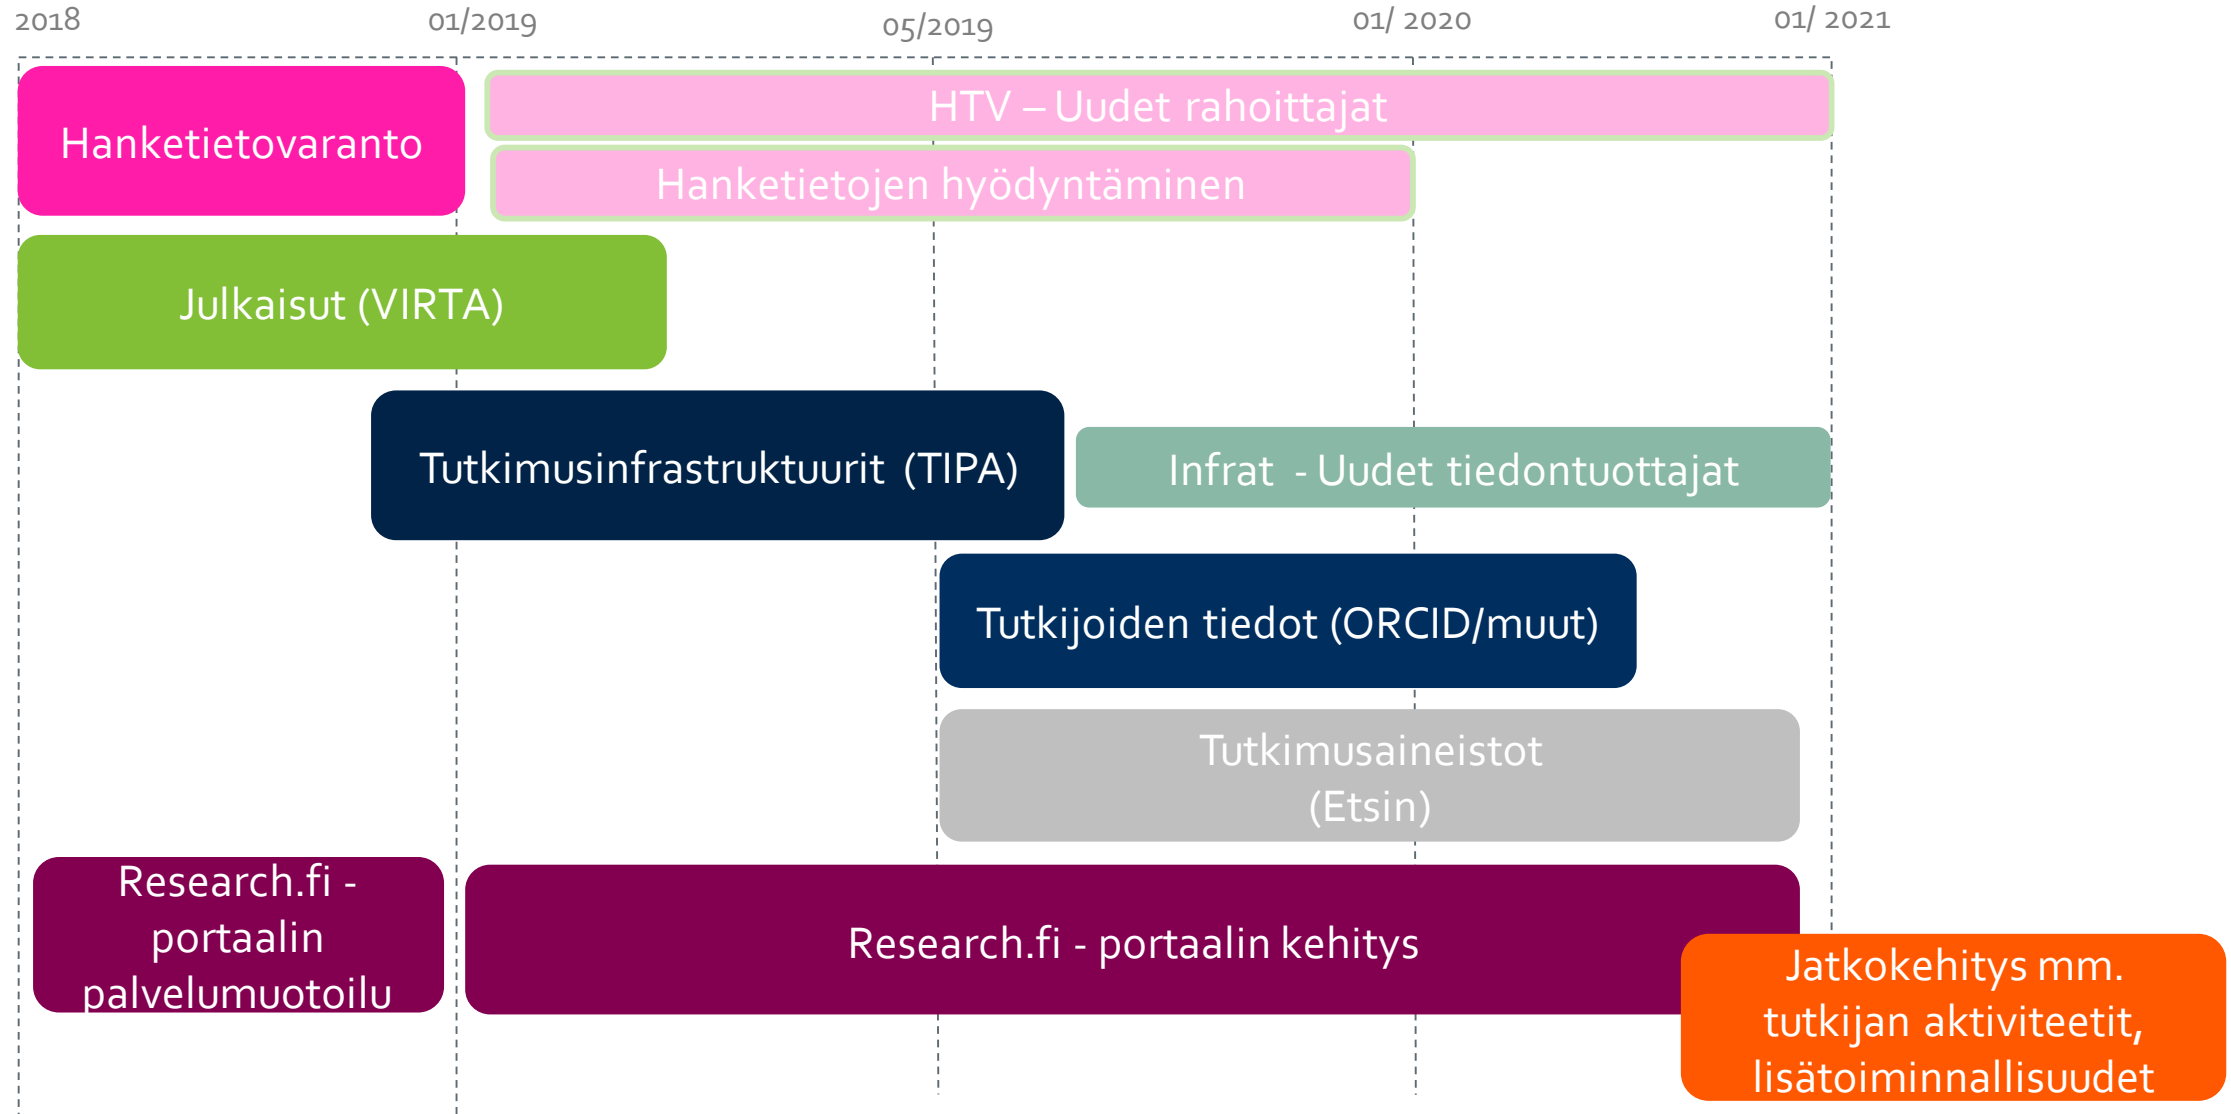 2018
01/2019
05/2019
01/ 2020
01/ 2021
Hanketietovaranto
HTV – Uudet rahoittajat
Hanketietojen hyödyntäminen
Julkaisut (VIRTA)
Tutkimusinfrastruktuurit (TIPA)
Infrat - Uudet tiedontuottajat
Tutkijoiden tiedot (ORCID/muut)
Tutkimusaineistot
(Etsin)
Research.fi -
portaalin
palvelumuotoilu
Research.fi - portaalin kehitys
Jatkokehitys mm.
tutkijan aktiviteetit,
lisätoiminnallisuudet